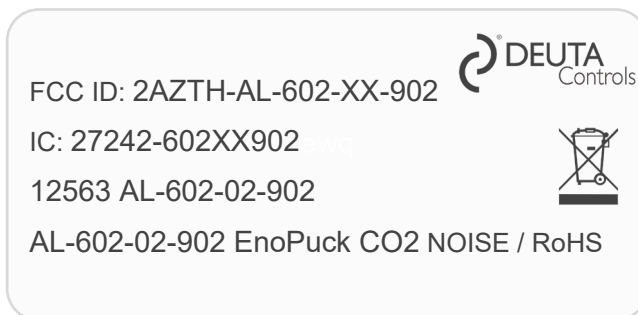 DEUTA
Controls
FCC ID: 2AZTH-AL-602-XX-902
IC: 27242-602XX902
12563 AL-602-02-902
AL-602-02-902 EnoPuck CO2 NOISE / RoHS